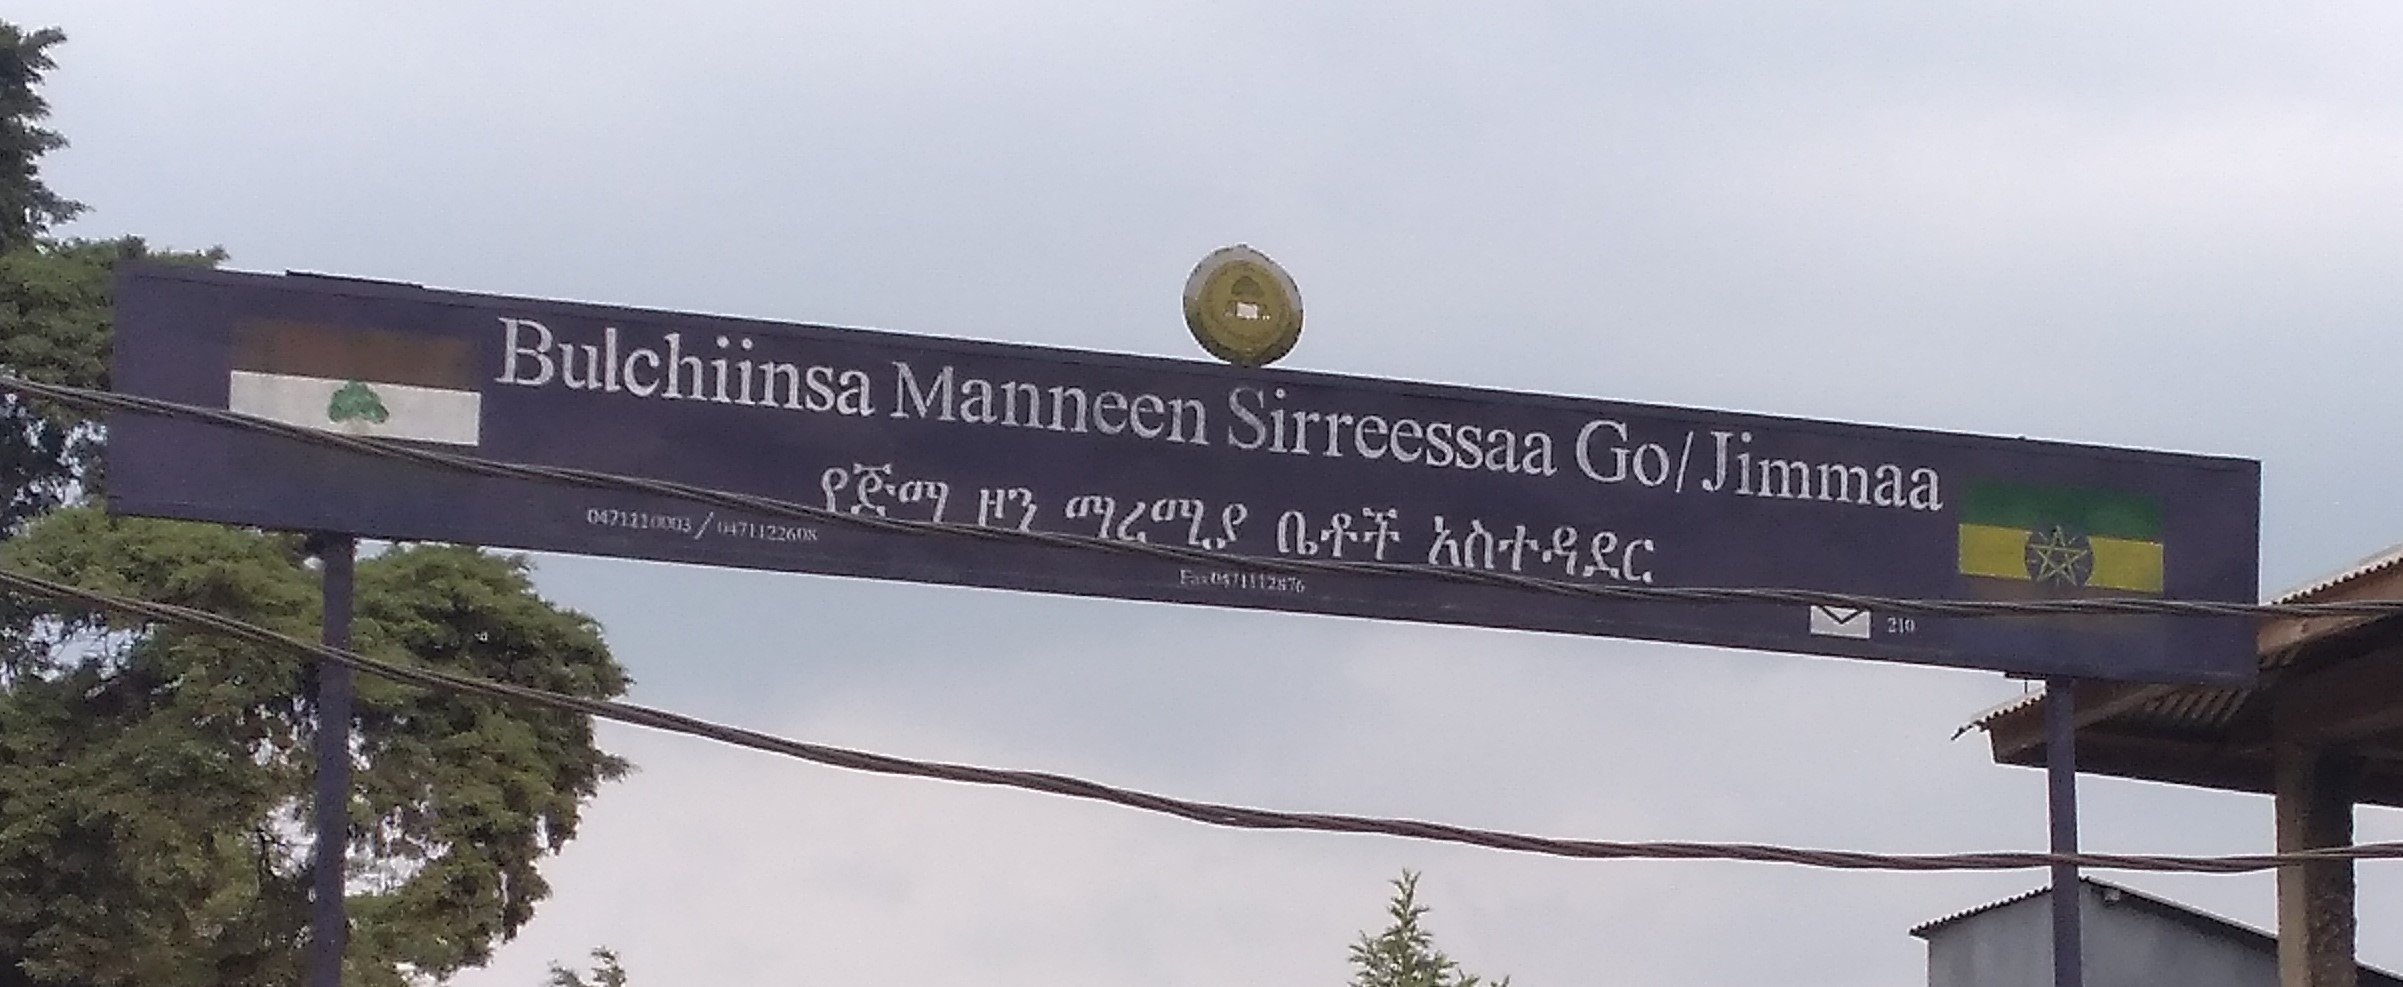 Bulchiinsa Manneen Sirreessaa Go/Jimmaa
የጅማ ዞን ማረሚያ ቤቶች አስተዳደር
0471110003 / 0471122608
Fax0471112876
210